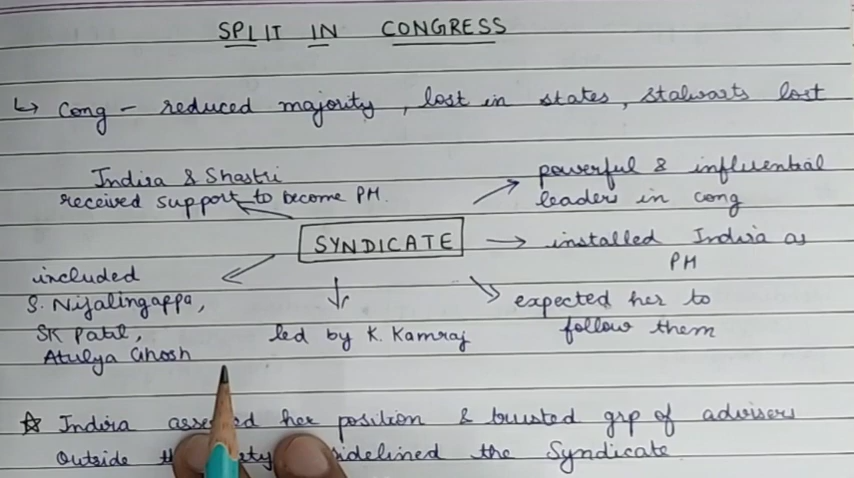 SPLIT IN CONGRESS
↳ Cong - reduced majority, lost in states, stalwarts lost
Indira & Shastri
received support to become PM.
powerful & influential
leaders in cong
SYNDICATE
installed Indira as
PM
included
S. Nijalingappa,
SK Patil,
Atulya Ghosh
led by K. Kamraj
expected her to
follow them
☆ Indira her position & trusted grp of advisers
Outside sidelined the Syndicate